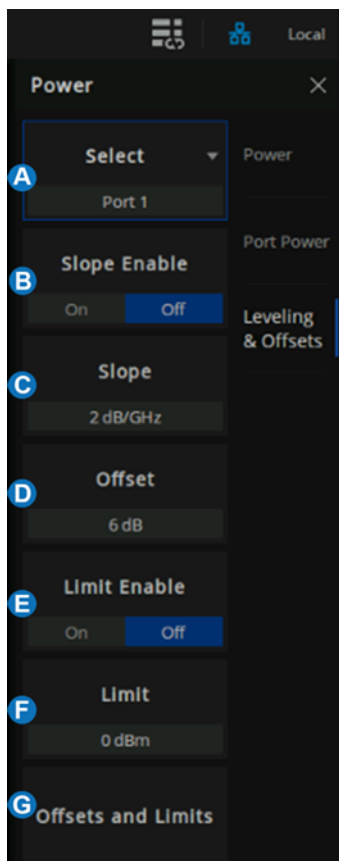 Local
Power
Select
Power
A
Port 1
Slope Enable
Port Power
B
On Off
Leveling
& Offsets
Slope
C
2 dB/GHz
Offset
D
6 dB
Limit Enable
E
On Off
Limit
F
0 dBm
G
Offsets and Limits